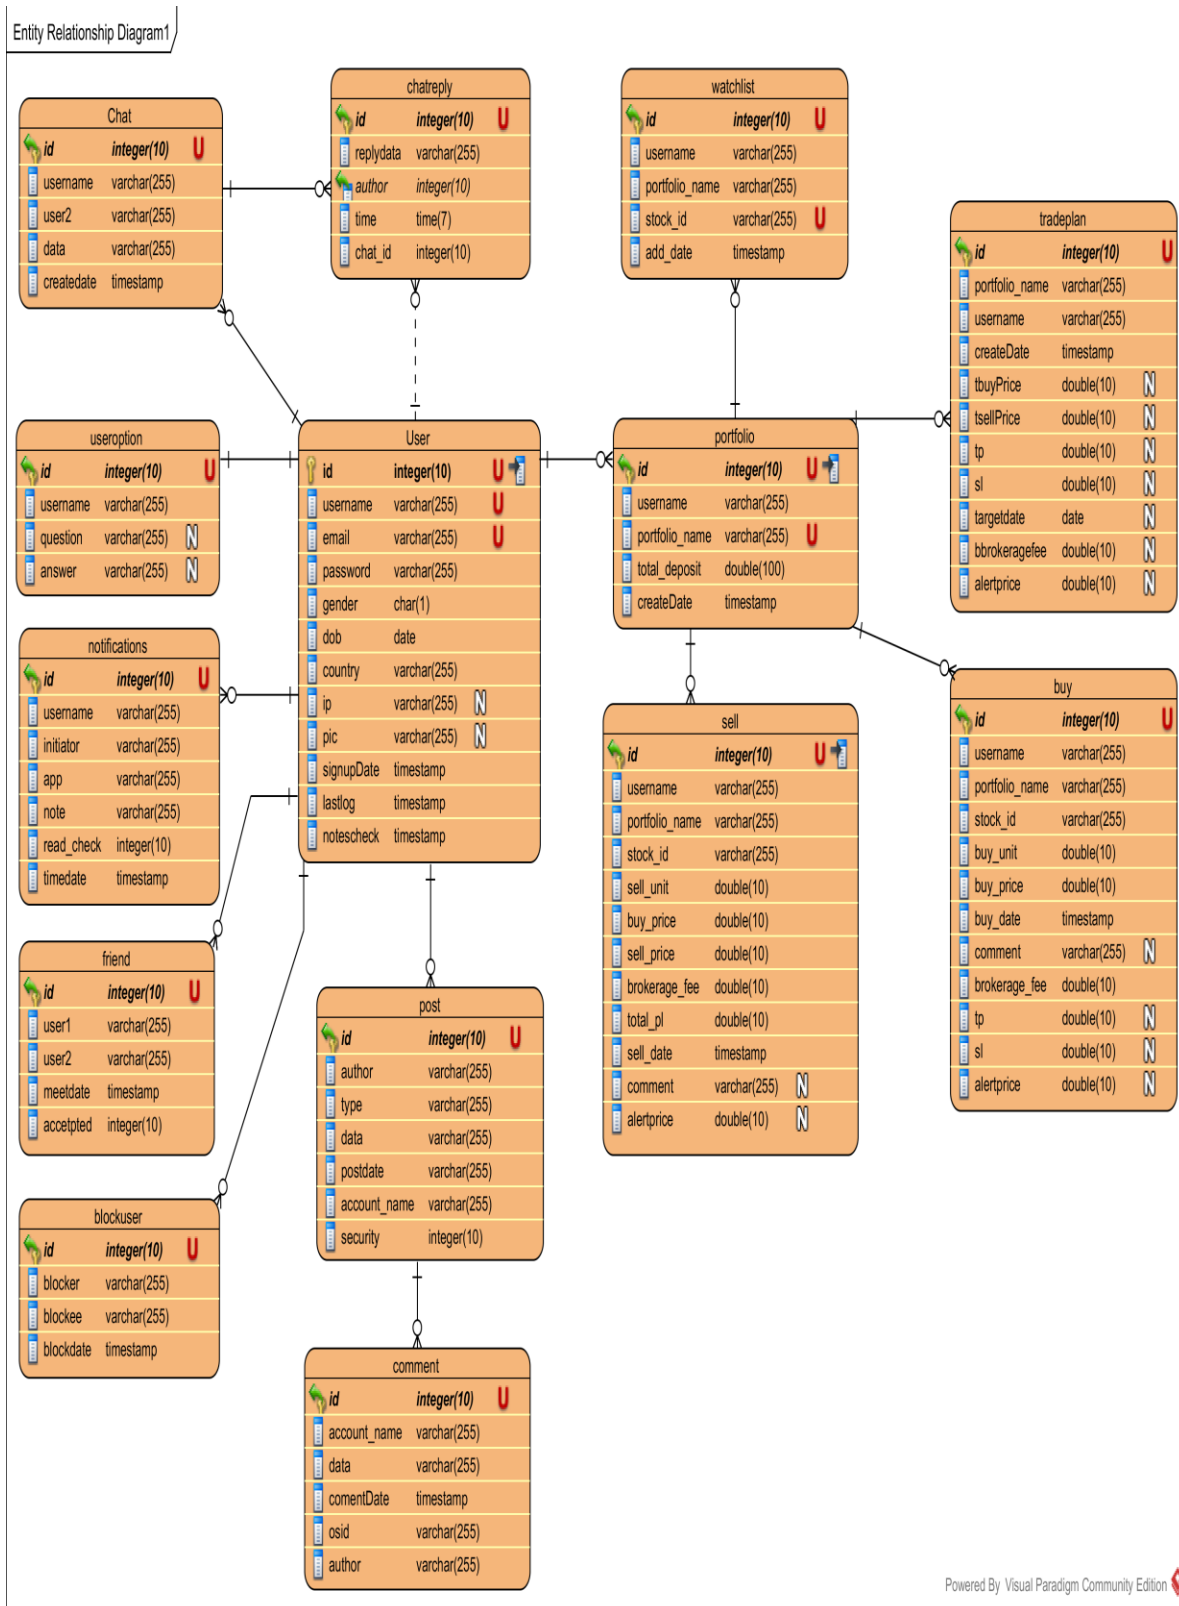 Entity Relationship Diagram1
Chat
id integer(10) U
username varchar(255)
user2 varchar(255)
data varchar(255)
createdate timestamp
chatreply
id integer(10) U
replydata varchar(255)
author integer(10)
time time(7)
chat_id integer(10)
watchlist
id integer(10) U
username varchar(255)
portfolio_name varchar(255)
stock_id varchar(255) U
add_date timestamp
tradeplan
id integer(10) U
portfolio_name varchar(255)
username varchar(255)
createDate timestamp
tbuyPrice double(10) N
tsellPrice double(10) N
tp double(10) N
sl double(10) N
targetdate date N
bbrokeragefee double(10) N
alertprice double(10) N
useroption
id integer(10) U
username varchar(255)
question varchar(255) N
answer varchar(255) N
User
id integer(10) U
username varchar(255) U
email varchar(255) U
password varchar(255)
gender char(1)
dob date
country varchar(255)
ip varchar(255) N
pic varchar(255) N
signupDate timestamp
lastlog timestamp
notescheck timestamp
portfolio
id integer(10) U
username varchar(255)
portfolio_name varchar(255) U
total_deposit double(100)
createDate timestamp
notifications
id integer(10) U
username varchar(255)
initiator varchar(255)
app varchar(255)
note varchar(255)
read_check integer(10)
timedate timestamp
sell
id integer(10) U
username varchar(255)
portfolio_name varchar(255)
stock_id varchar(255)
sell_unit double(10)
buy_price double(10)
sell_price double(10)
brokerage_fee double(10)
total_pl double(10)
sell_date timestamp
comment varchar(255) N
alertprice double(10) N
buy
id integer(10) U
username varchar(255)
portfolio_name varchar(255)
stock_id varchar(255)
buy_unit double(10)
buy_price double(10)
buy_date timestamp
comment varchar(255) N
brokerage_fee double(10)
tp double(10) N
sl double(10) N
alertprice double(10) N
friend
id integer(10) U
user1 varchar(255)
user2 varchar(255)
meetdate timestamp
accetpted integer(10)
post
id integer(10) U
author varchar(255)
type varchar(255)
data varchar(255)
postdate varchar(255)
account_name varchar(255)
security integer(10)
blockuser
id integer(10) U
blocker varchar(255)
blockee varchar(255)
blockdate timestamp
comment
id integer(10) U
account_name varchar(255)
data varchar(255)
comentDate timestamp
osid varchar(255)
author varchar(255)
Powered By Visual Paradigm Community Edition